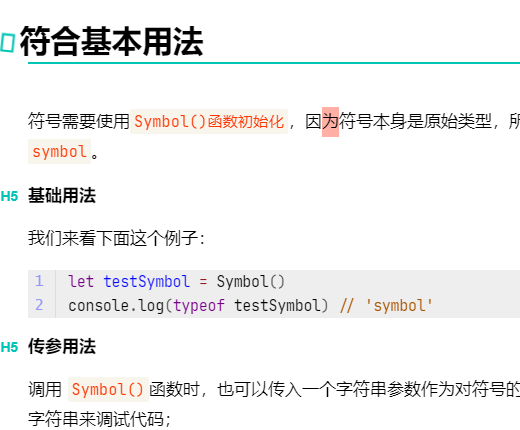 符合基本用法
符号需要使用Symbol()函数初始化，因为符号本身是原始类型，所
symbol。
H5 基础用法
我们来看下面这个例子：
1 let testSymbol = Symbol()
2 console.log(typeof testSymbol) // 'symbol'
H5 传参用法
调用 Symbol()函数时，也可以传入一个字符串参数作为对符号的
字符串来调试代码；